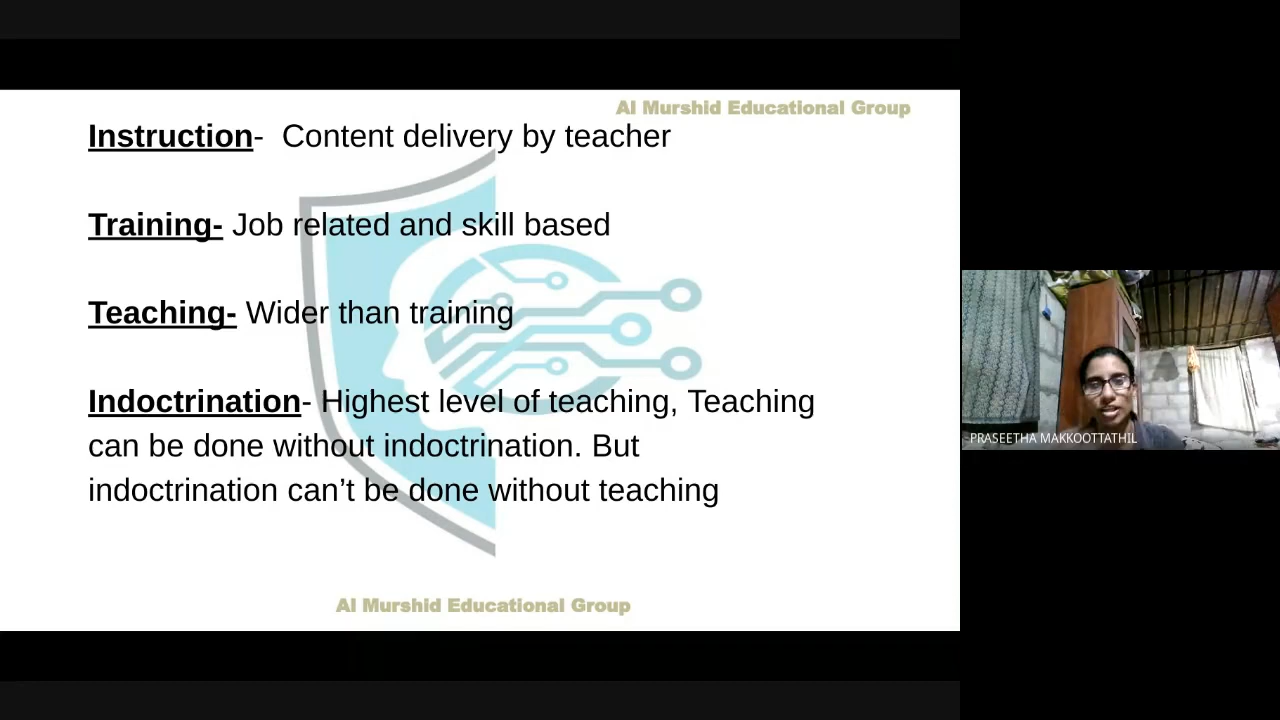 Al Murshid Educational Group
Instruction-  Content delivery by teacher
Training- Job related and skill based
Teaching- Wider than training
Indoctrination- Highest level of teaching, Teaching
can be done without indoctrination. But
indoctrination can’t be done without teaching
PRASEETHA MAKKOOTTATHIL
Al Murshid Educational Group